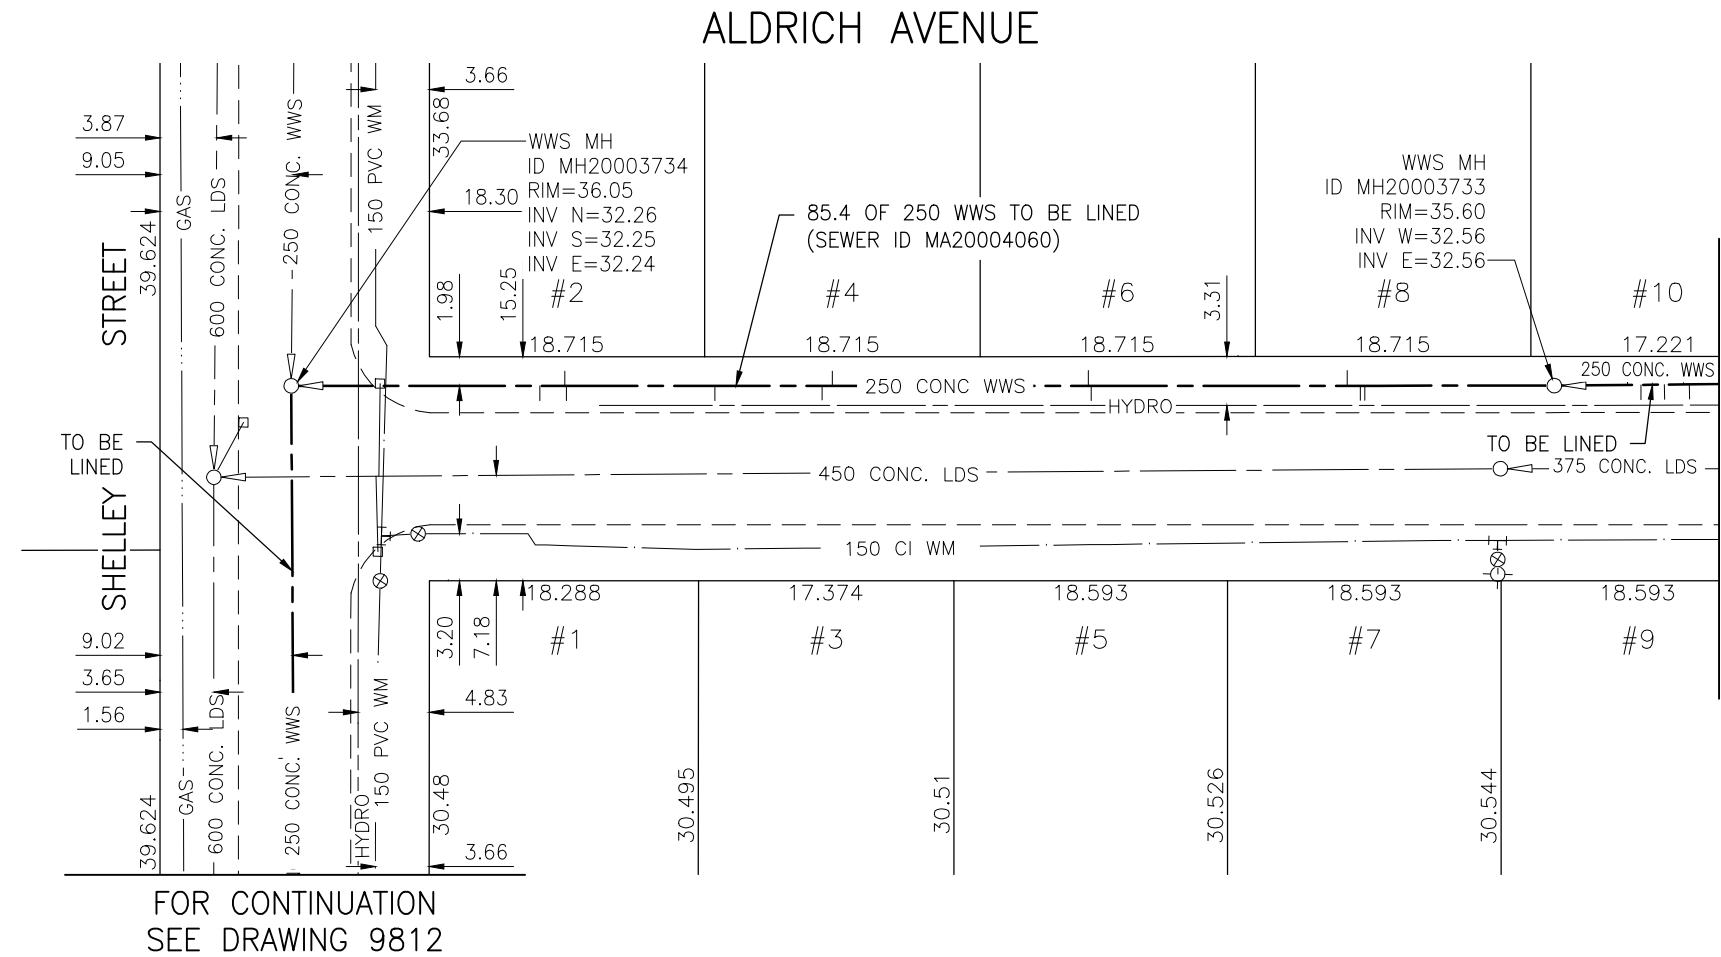 ALDRICH AVENUE
3.66
3.87
9.05
39.624
GAS
600 CONC. LDS
250 CONC. WWS
150 PVC WM
33.68
18.30
WWS MH
ID MH20003734
RIM=36.05
INV N=32.26
INV S=32.25
INV E=32.24
85.4 OF 250 WWS TO BE LINED
(SEWER ID MA20004060)
WWS MH
ID MH20003733
RIM=35.60
INV W=32.56
INV E=32.56
#2
#4
#6
#8
#10
1.98
15.25
3.31
18.715
18.715
18.715
18.715
17.221
250 CONC WWS
250 CONC. WWS
HYDRO
TO BE
LINED
TO BE LINED
450 CONC. LDS
375 CONC. LDS
150 CI WM
SHELLEY STREET
18.288
17.374
18.593
18.593
18.593
#1
#3
#5
#7
#9
3.20
7.18
9.02
3.65
1.56
4.83
39.624
GAS
600 CONC. LDS
250 CONC. WWS
HYDRO
150 PVC WM
30.48
30.495
30.51
30.526
30.544
3.66
FOR CONTINUATION
SEE DRAWING 9812